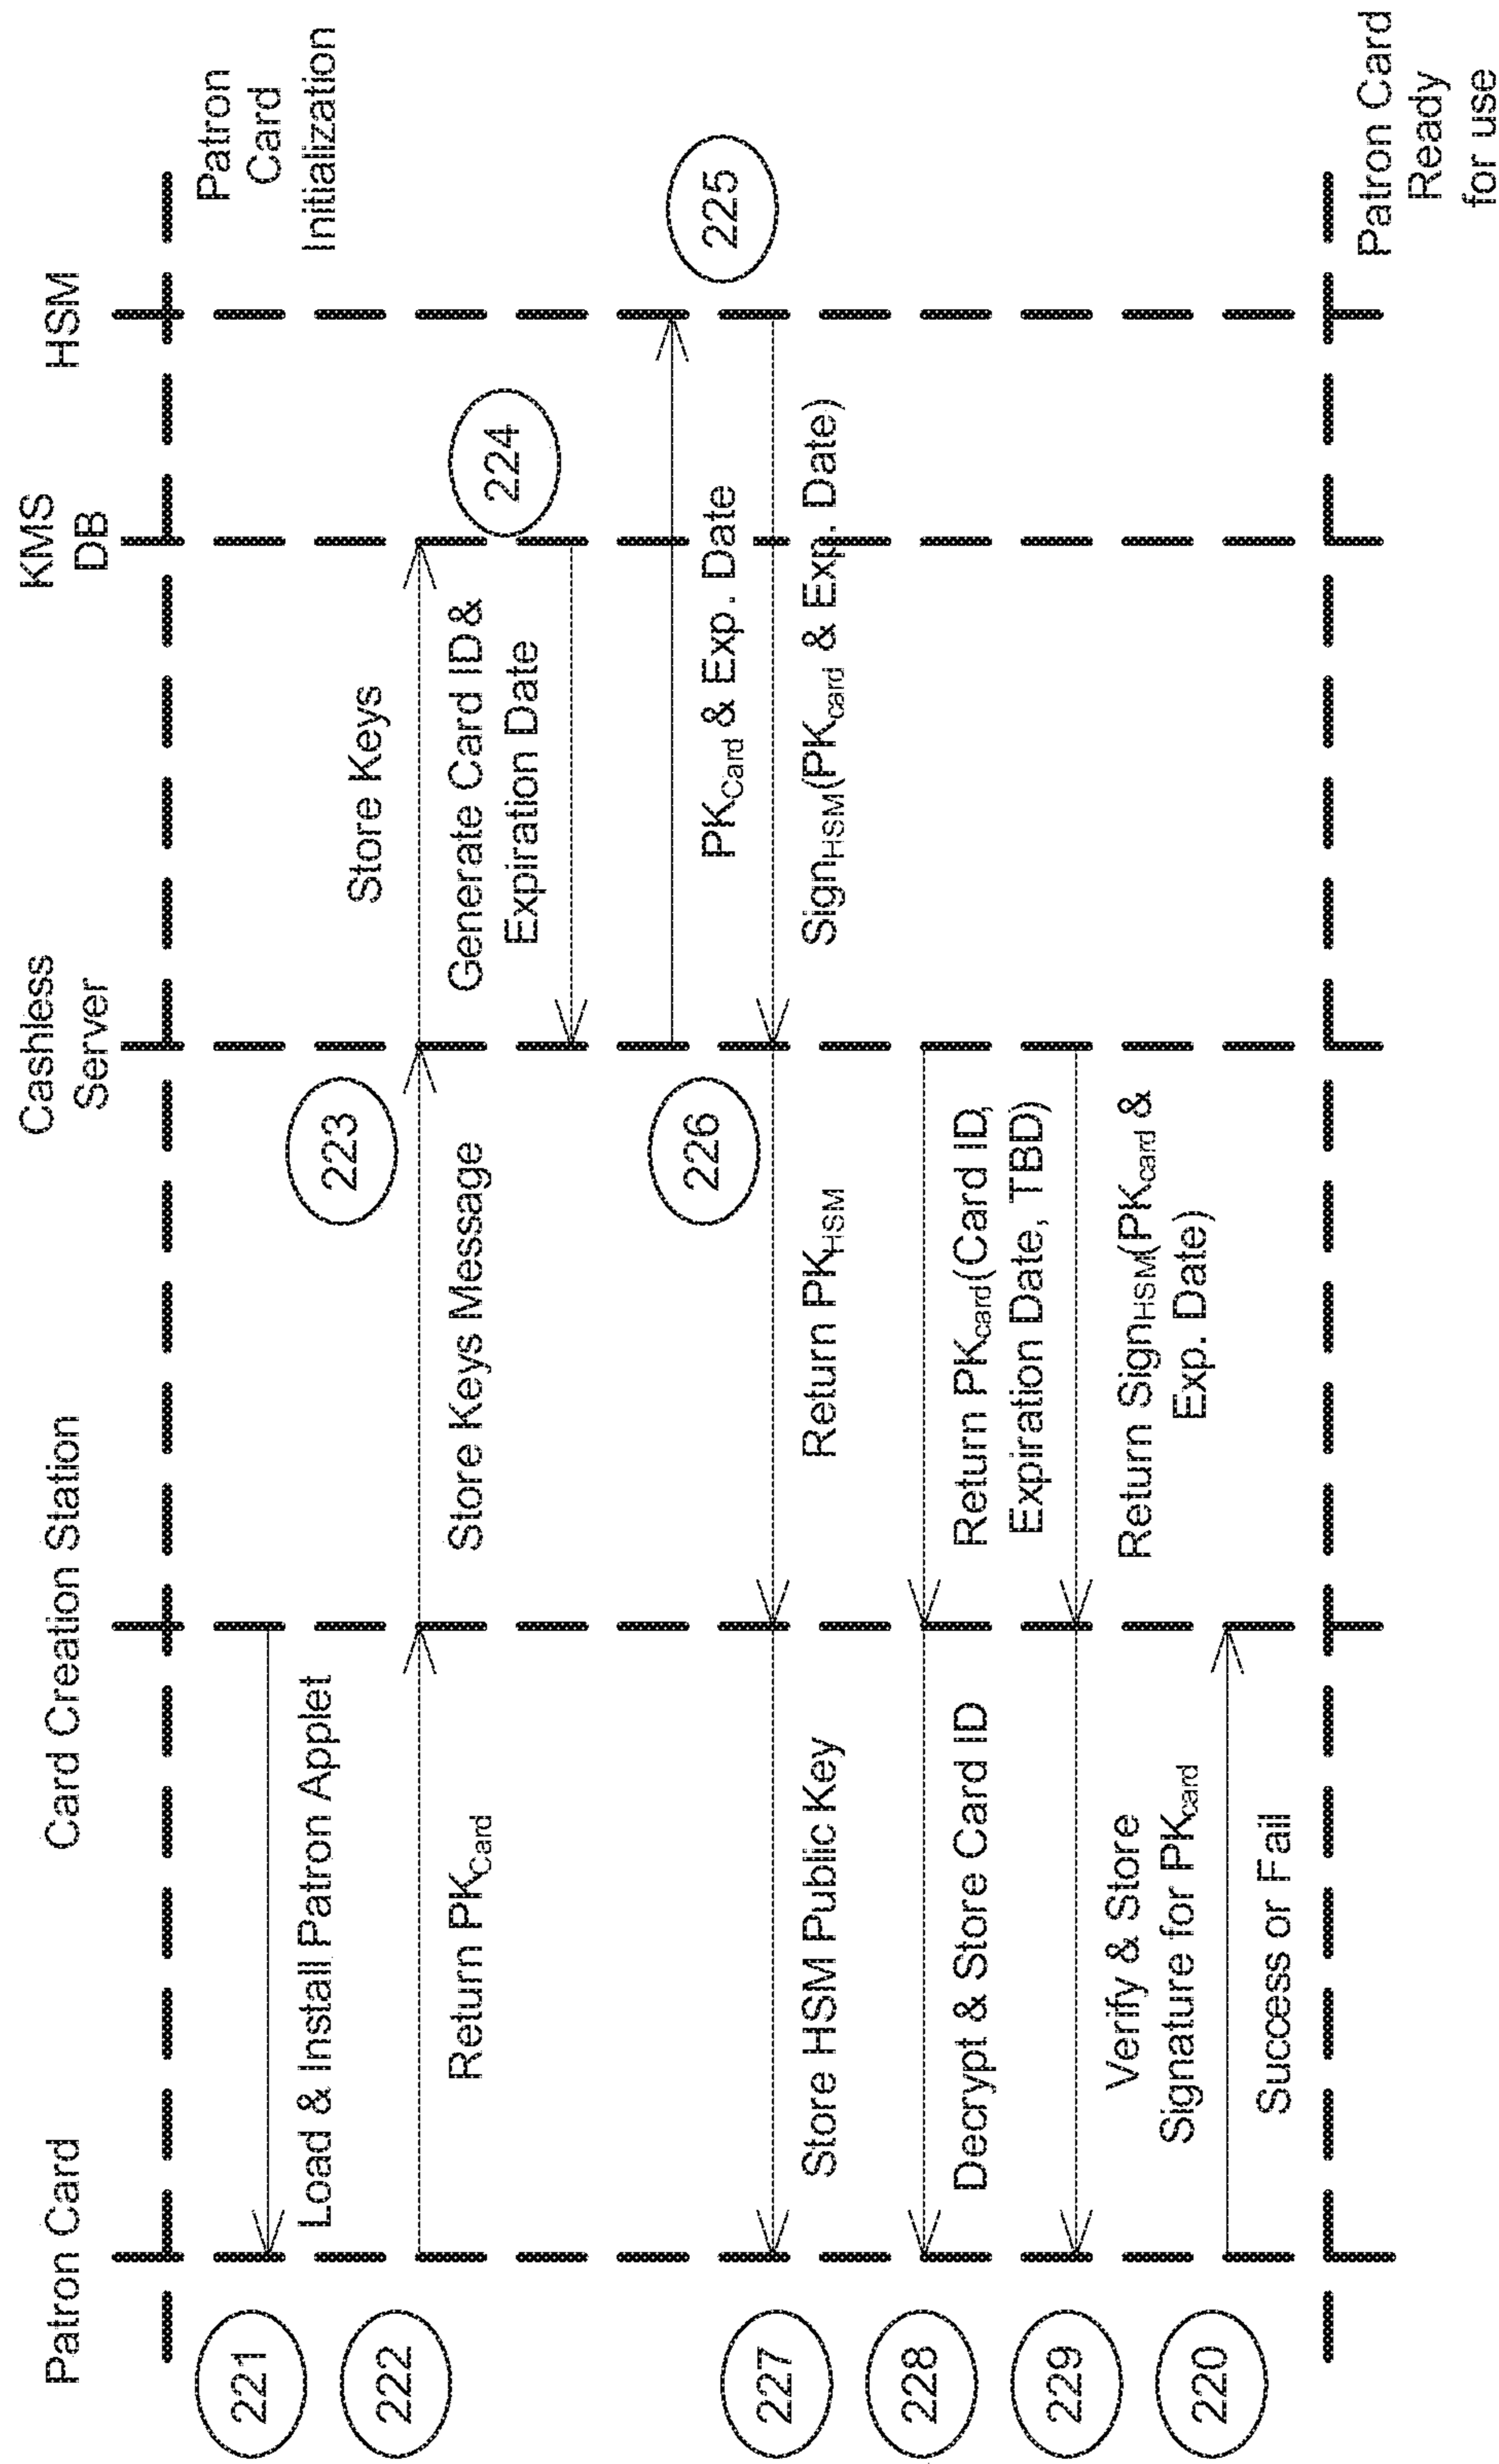 Patron Card
Card Creation Station
Cashless
Server
KMS
DB
HSM
Patron
Card
Initialization
221
Load & Install Patron Applet
222
Return PKCard
223
Store Keys Message
Store Keys
224
Generate Card ID &
Expiration Date
225
PKCard & Exp. Date
SignHSM(PKcard & Exp. Date)
226
Return PKHSM
227
Store HSM Public Key
228
Return PKcard(Card ID,
Expiration Date, TBD)
Decrypt & Store Card ID
229
Return SignHSM(PKcard &
Exp. Date)
Verify & Store
Signature for PKcard
220
Success or Fail
Patron Card
Ready
for use